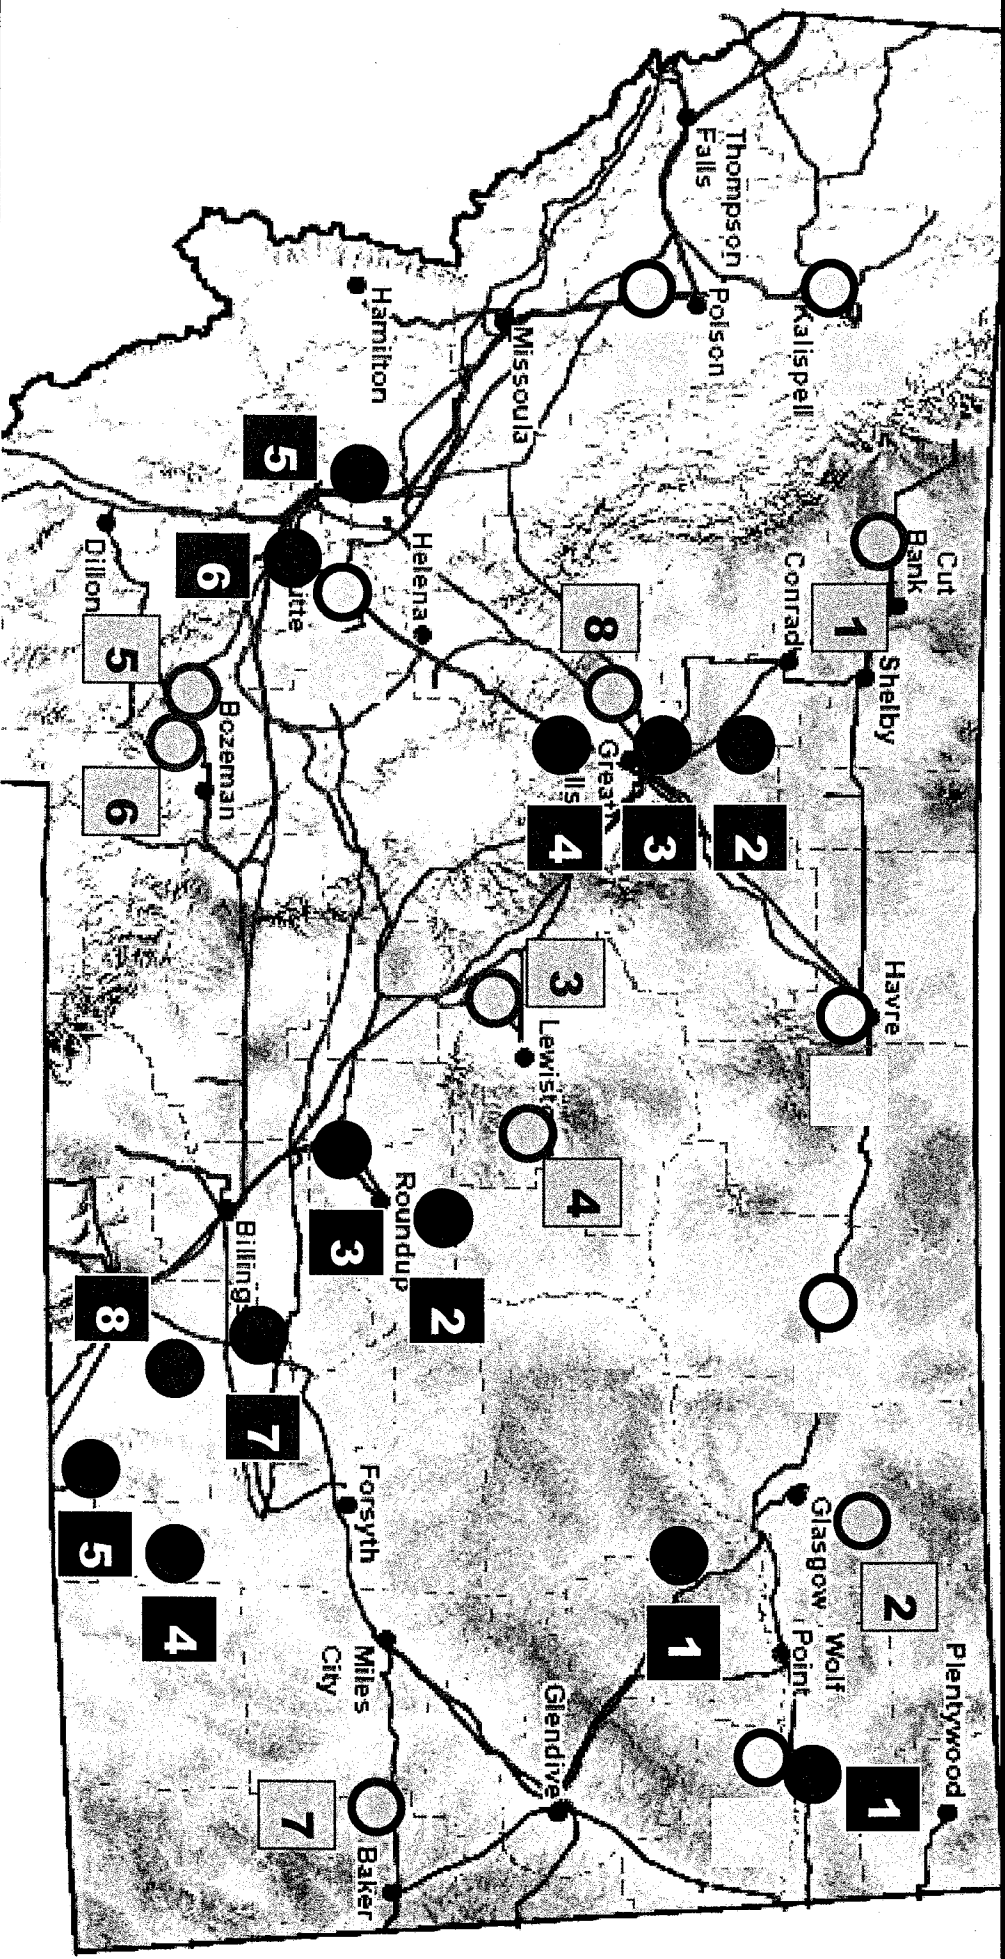 Thompson
Falls
Kalispell
Polson
Missoula
Hamilton
Cut
Bank
1
Shelby
Conrad
8
Helena
5
6
Dillon
5
Bozeman
6
Great
lls
4
3
2
Havre
3
4
Roundup
3
2
Billings
8
7
5
4
Forsyth
Glasgow
2
Wolf
Point
1
Plentywood
1
Miles
City
Glendive
7
Baker